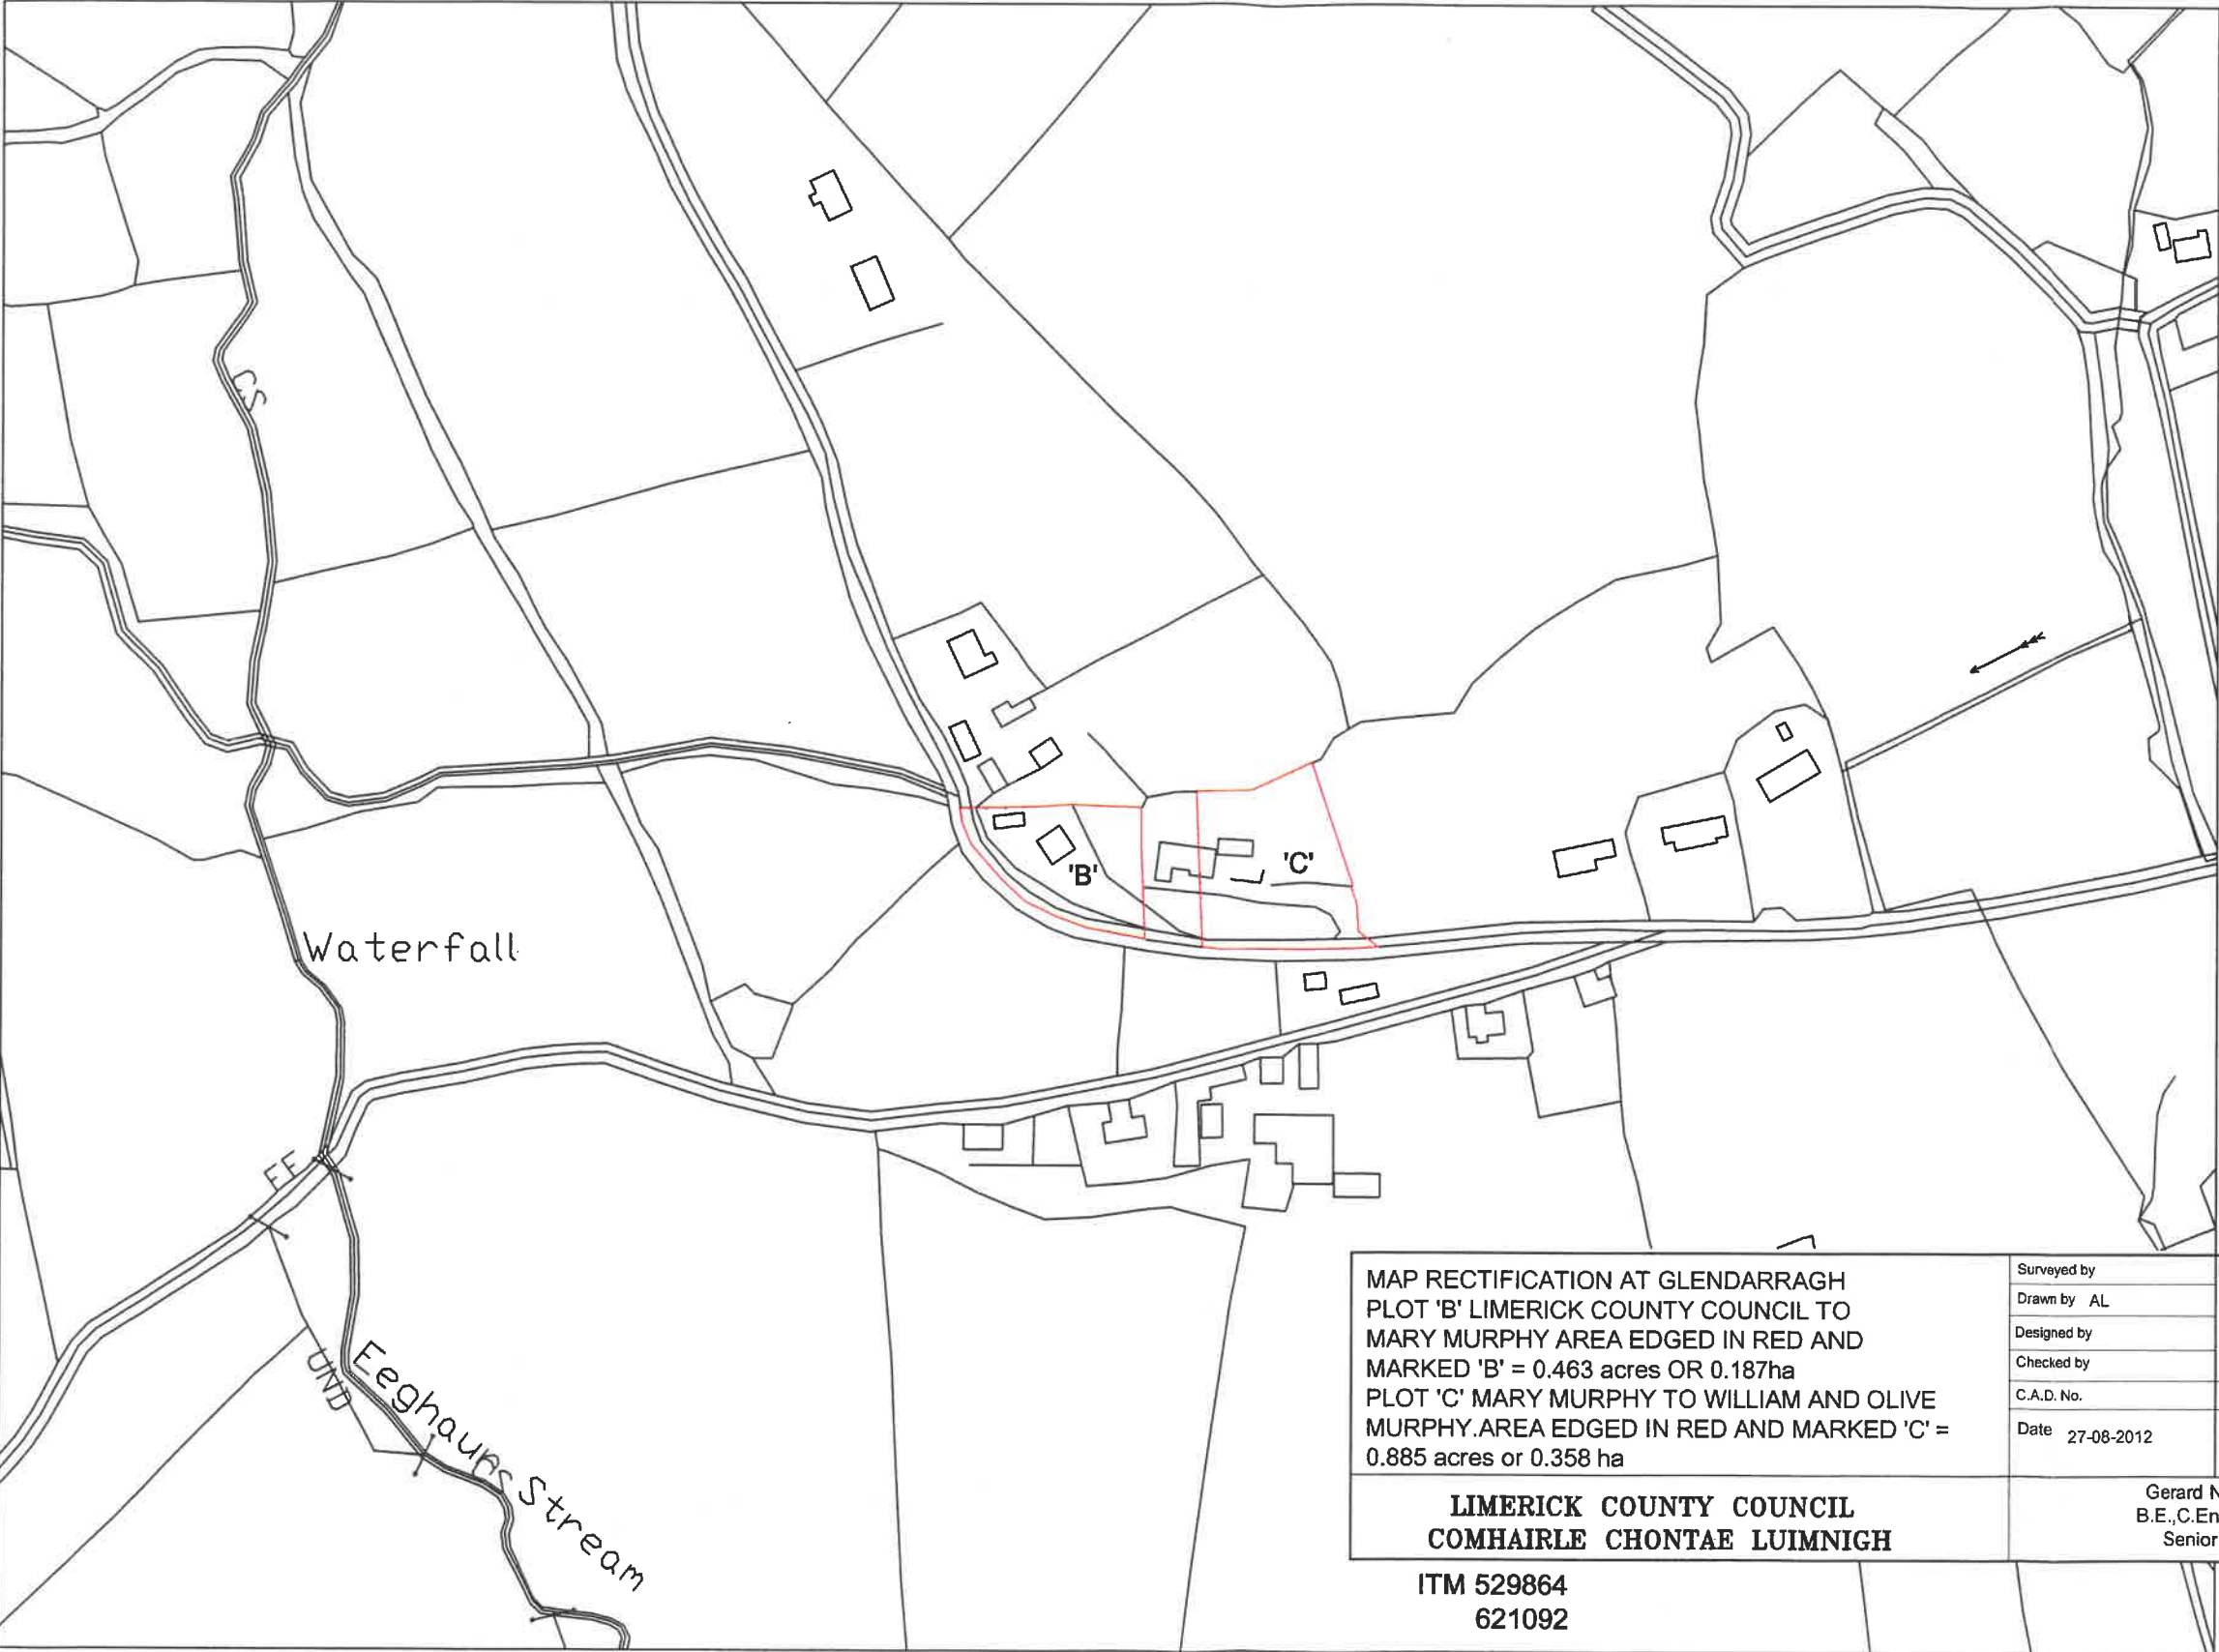 CS
'B'
'C'
Waterfall
FF
UND
Feeghauns Stream
MAP RECTIFICATION AT GLENDARRAGH
PLOT 'B' LIMERICK COUNTY COUNCIL TO
MARY MURPHY AREA EDGED IN RED AND
MARKED 'B' = 0.463 acres OR 0.187ha
PLOT 'C' MARY MURPHY TO WILLIAM AND OLIVE
MURPHY.AREA EDGED IN RED AND MARKED 'C' =
0.885 acres or 0.358 ha
Surveyed by
Drawn by AL
Designed by
Checked by
C.A.D. No.
Date 27-08-2012
LIMERICK COUNTY COUNCIL
COMHAIRLE CHONTAE LUIMNIGH
Gerard
B.E.,C.En
Senior
ITM 529864
621092